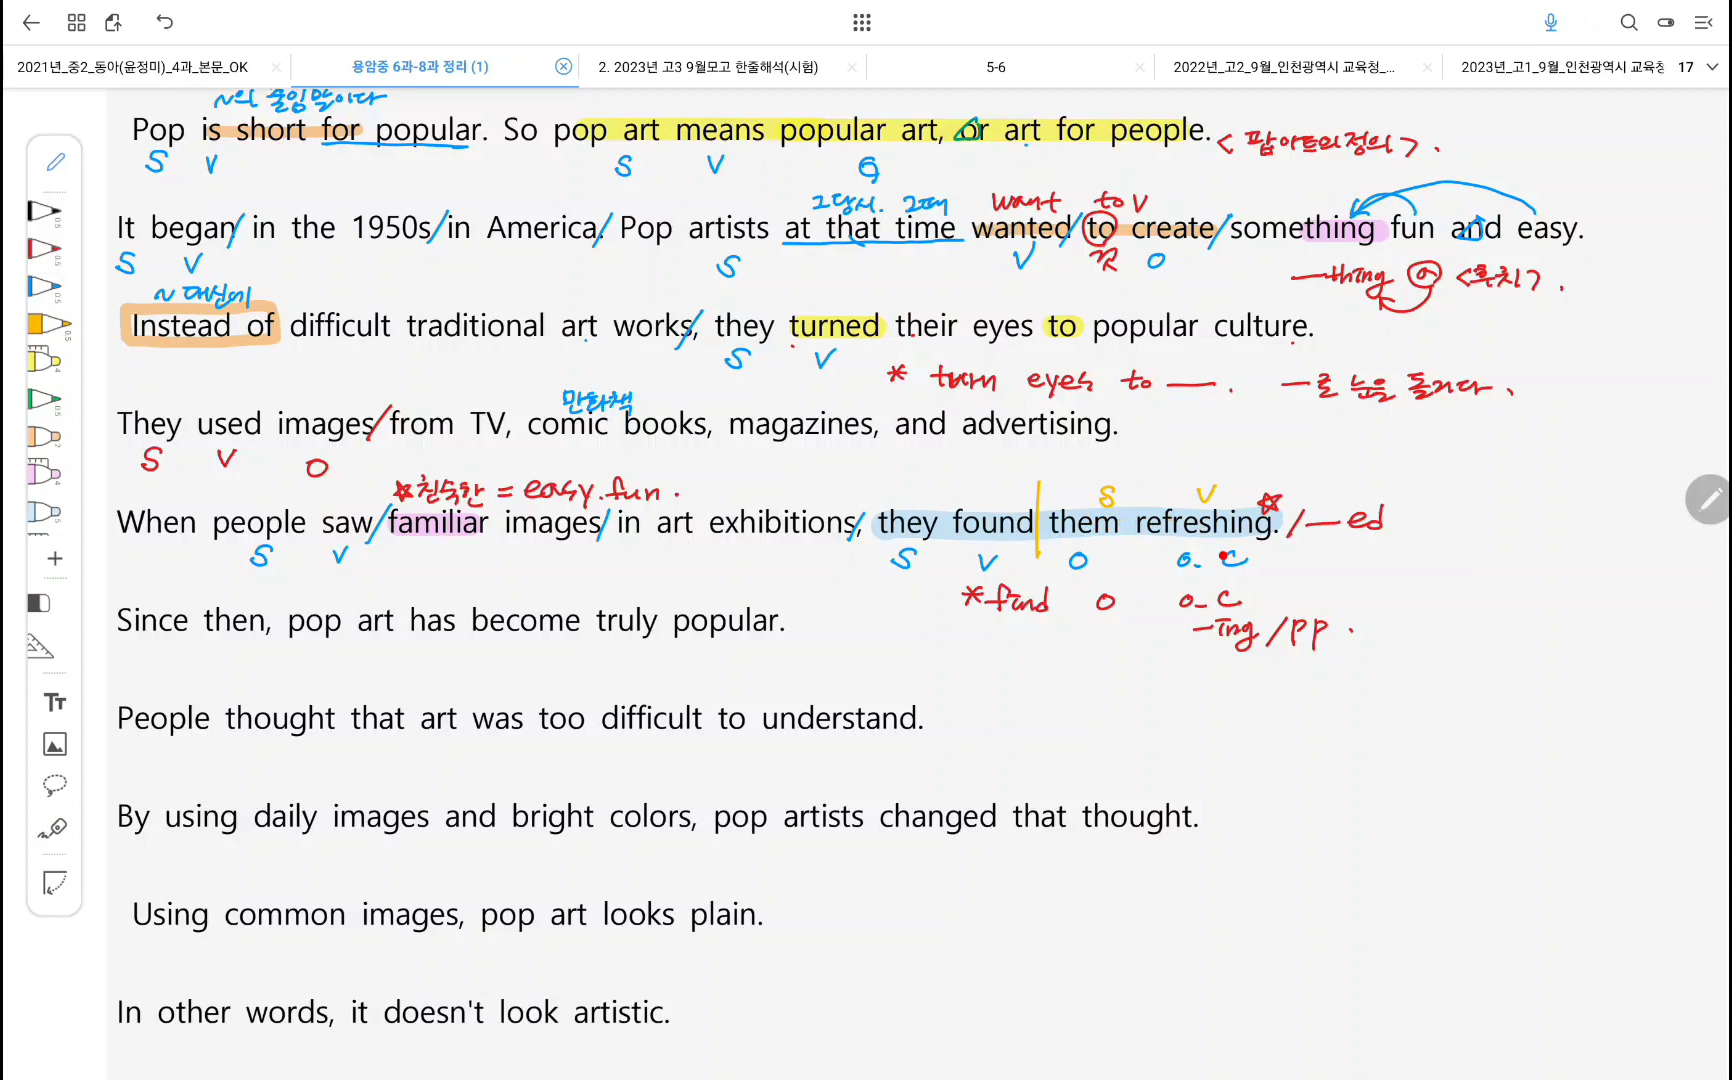 2021년_중2_동아(윤정미)_4과_본문_OK 용암중 6과-8과 정리 (1) 2. 2023년 고3 9월모고 한줄해석(시험) 5-6 2022년_고2_9월_인천광역시 교육청_... 2023년_고1_9월_인천광역시 교육청 17
~의 줄임말이다
Pop is short for popular. So pop art means popular art, or art for people. <팝아트의정의>.
S V S V
그당시. 그때 want to V
It began/ in the 1950s/ in America./ Pop artists at that time wanted/ to create/ something fun and easy.
S V S V 것 O
—thing <후치>.
~ 대신에
Instead of difficult traditional art works/, they turned their eyes to popular culture.
S V
* turn eyes to —. —로 눈을 돌리다.
만화책
They used images/ from TV, comic books, magazines, and advertising.
S V O
☆친숙한 = easy.fun.
S V
When people saw/ familiar images/ in art exhibitions/, they found them refreshing. / —ed
S V S V O O.C
*find O O.C
—ing / pp.
Since then, pop art has become truly popular.
People thought that art was too difficult to understand.
By using daily images and bright colors, pop artists changed that thought.
Using common images, pop art looks plain.
In other words, it doesn't look artistic.